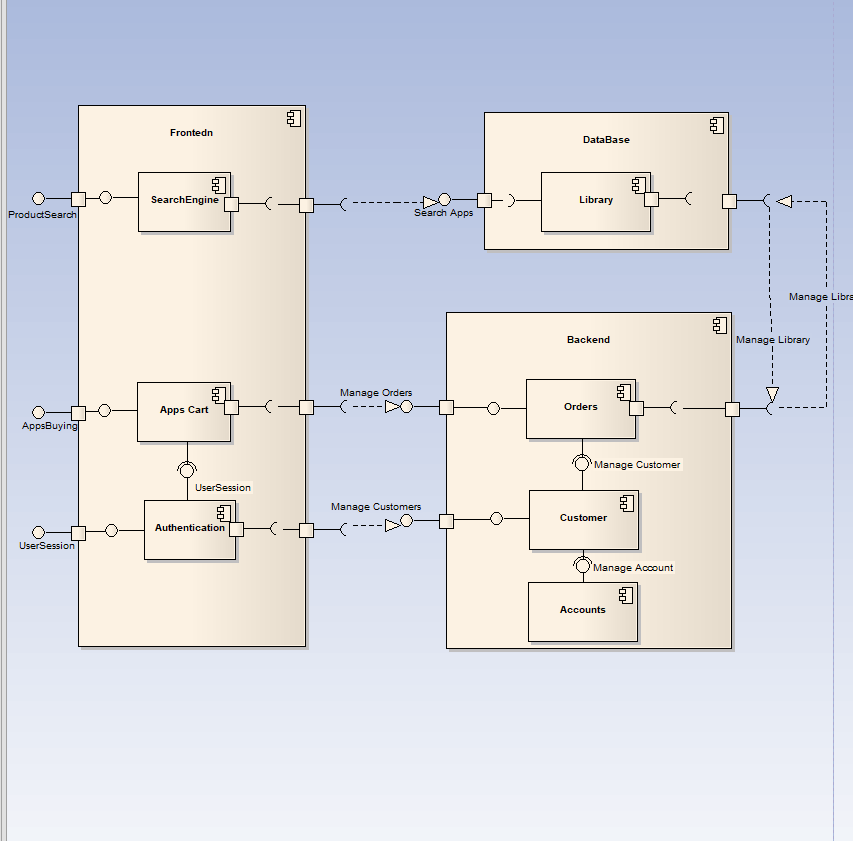 Frontedn
DataBase
SearchEngine
Library
ProductSearch
Search Apps
Manage Libra
Backend
Manage Library
Manage Orders
Apps Cart
Orders
AppsBuying
Manage Customer
UserSession
Manage Customers
Authentication
Customer
UserSession
Manage Account
Accounts